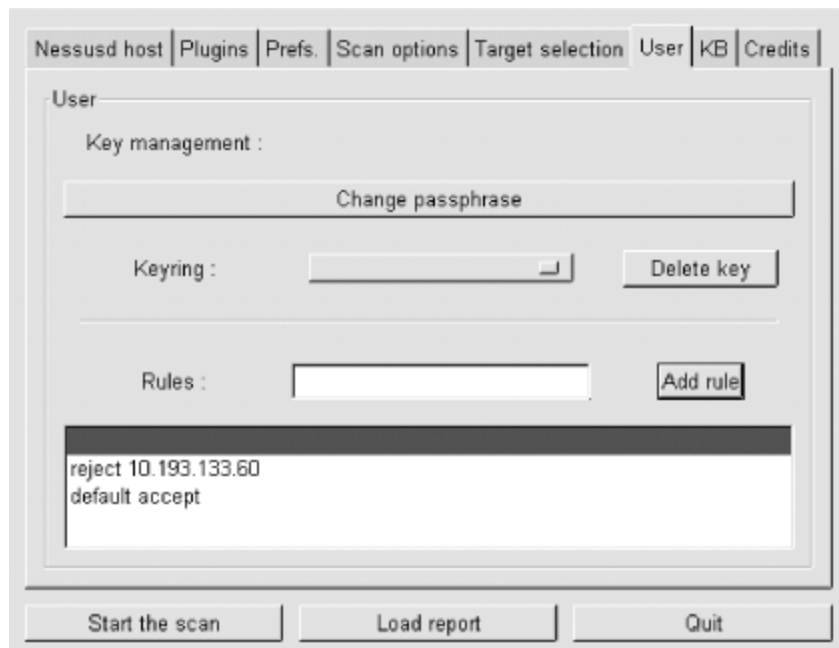 Nessusd host Plugins Prefs. Scan options Target selection User KB Credits
User
Key management :
Change passphrase
Keyring :
Delete key
Rules :
Add rule
reject 10.193.133.60
default accept
Start the scan Load report Quit